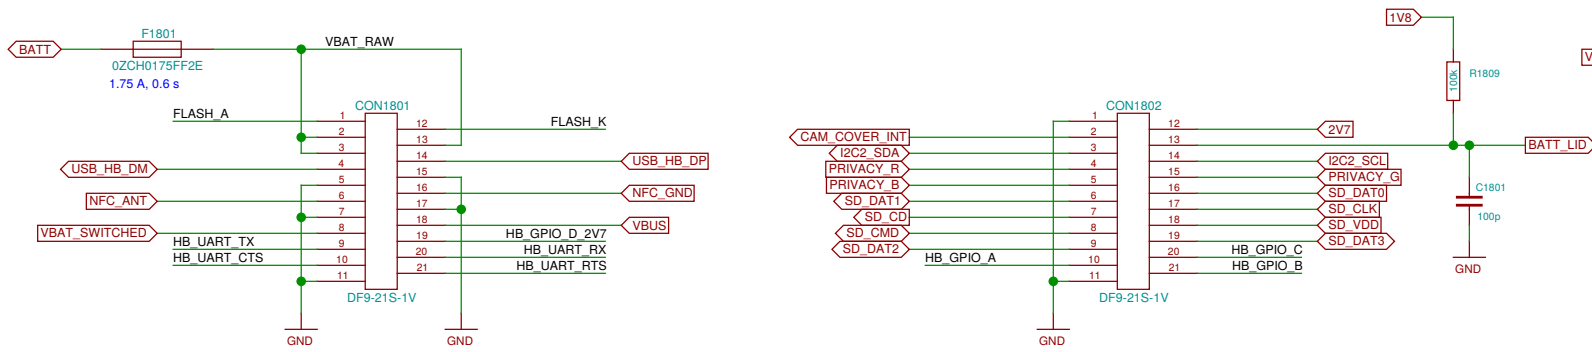 BATT
F1801
0ZCH0175FF2E
1.75 A, 0.6 s
VBAT_RAW
CON1801
FLASH_A 1
12 FLASH_K
2
13
3
14 USB_HB_DP
USB_HB_DM 4
15
5
16 NFC_GND
NFC_ANT 6
17
7
18 VBUS
VBAT_SWITCHED 8
19 HB_GPIO_D_2V7
HB_UART_TX 9
20 HB_UART_RX
HB_UART_CTS 10
21 HB_UART_RTS
11
DF9-21S-1V
GND
GND
CON1802
1
12 2V7
CAM_COVER_INT 2
13
I2C2_SDA 3
14 I2C2_SCL
PRIVACY_R 4
15 PRIVACY_G
PRIVACY_B 5
16 SD_DAT0
SD_DAT1 6
17 SD_CLK
SD_CD 7
18 SD_VDD
SD_CMD 8
19 SD_DAT3
SD_DAT2 9
20 HB_GPIO_C
HB_GPIO_A 10
21 HB_GPIO_B
11
DF9-21S-1V
GND
1V8
100k
R1809
BATT_LID
C1801
100p
GND
V